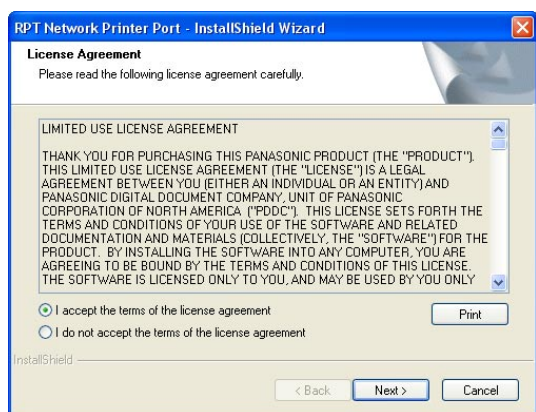 RPT Network Printer Port - InstallShield Wizard
License Agreement
Please read the following license agreement carefully.
LIMITED USE LICENSE AGREEMENT
THANK YOU FOR PURCHASING THIS PANASONIC PRODUCT (THE "PRODUCT").
THIS LIMITED USE LICENSE AGREEMENT (THE "LICENSE") IS A LEGAL
AGREEMENT BETWEEN YOU (EITHER AN INDIVIDUAL OR AN ENTITY) AND
PANASONIC DIGITAL DOCUMENT COMPANY, UNIT OF PANASONIC
CORPORATION OF NORTH AMERICA ("PDDC"). THIS LICENSE SETS FORTH THE
TERMS AND CONDITIONS OF YOUR USE OF THE SOFTWARE AND RELATED
DOCUMENTATION AND MATERIALS (COLLECTIVELY, THE "SOFTWARE") FOR THE
PRODUCT. BY INSTALLING THE SOFTWARE INTO ANY COMPUTER, YOU ARE
AGREEING TO BE BOUND BY THE TERMS AND CONDITIONS OF THIS LICENSE.
THE SOFTWARE IS LICENSED ONLY TO YOU, AND MAY BE USED BY YOU ONLY
I accept the terms of the license agreement
Print
I do not accept the terms of the license agreement
InstallShield
< Back
Next >
Cancel